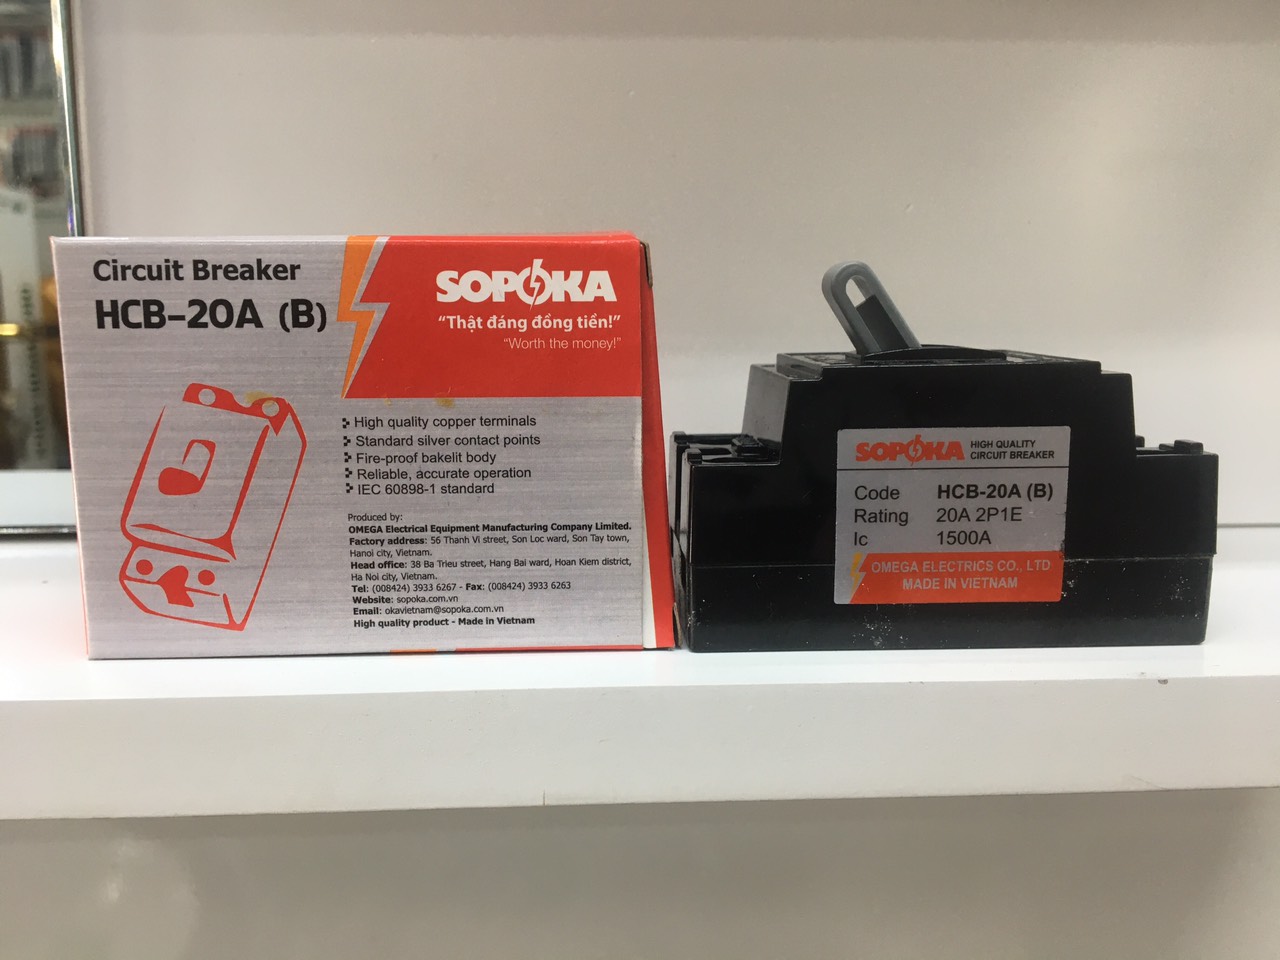 Circuit Breaker
HCB-20A (B)
SOPOKA
“Thật đáng đồng tiền!”
“Worth the money!”
High quality copper terminals
Standard silver contact points
Fire-proof bakelit body
Reliable, accurate operation
IEC 60898-1 standard
Produced by:
OMEGA Electrical Equipment Manufacturing Company Limited.
Factory address: 56 Thanh Vi street, Son Loc ward, Son Tay town,
Hanoi city, Vietnam.
Head office: 38 Ba Trieu street, Hang Bai ward, Hoan Kiem district,
Ha Noi city, Vietnam.
Tel: (008424) 3933 6267 - Fax: (008424) 3933 6263
Website: sopoka.com.vn
Email: okavietnam@sopoka.com.vn
High quality product - Made in Vietnam
SOPOKA HIGH QUALITY
CIRCUIT BREAKER
Code HCB-20A (B)
Rating 20A 2P1E
Ic 1500A
OMEGA ELECTRICS CO., LTD
MADE IN VIETNAM